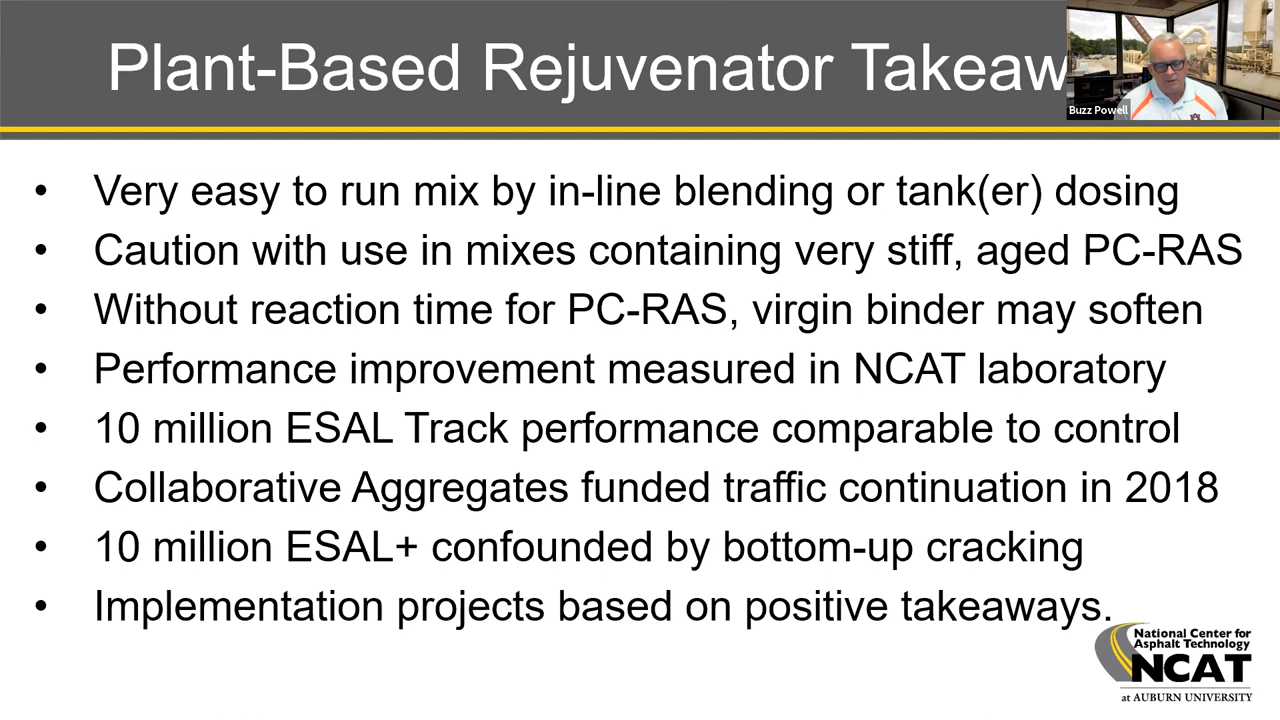 Plant-Based Rejuvenator Takeaw
Buzz Powell
• Very easy to run mix by in-line blending or tank(er) dosing
• Caution with use in mixes containing very stiff, aged PC-RAS
• Without reaction time for PC-RAS, virgin binder may soften
• Performance improvement measured in NCAT laboratory
• 10 million ESAL Track performance comparable to control
• Collaborative Aggregates funded traffic continuation in 2018
• 10 million ESAL+ confounded by bottom-up cracking
• Implementation projects based on positive takeaways.
National Center for
Asphalt Technology
NCAT
at AUBURN UNIVERSITY